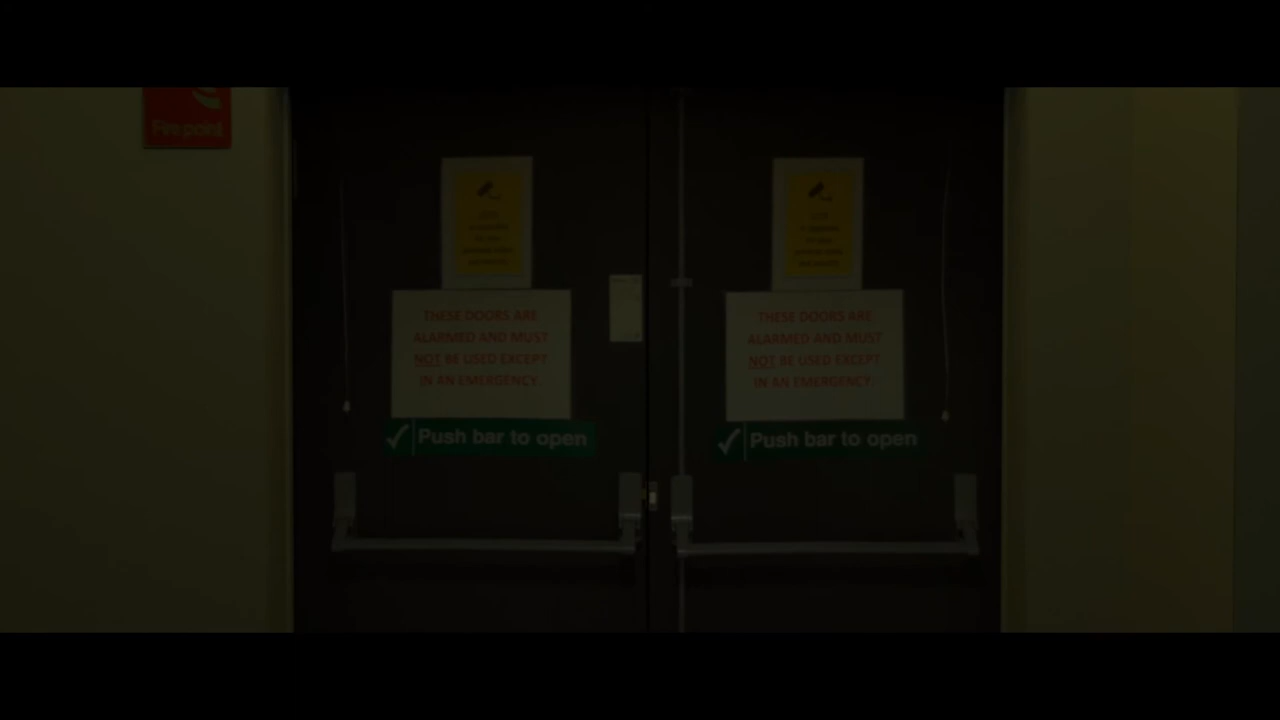 Fire point
THESE DOORS ARE
ALARMED AND MUST
NOT BE USED EXCEPT
IN AN EMERGENCY.
Push bar to open
THESE DOORS ARE
ALARMED AND MUST
NOT BE USED EXCEPT
IN AN EMERGENCY.
Push bar to open